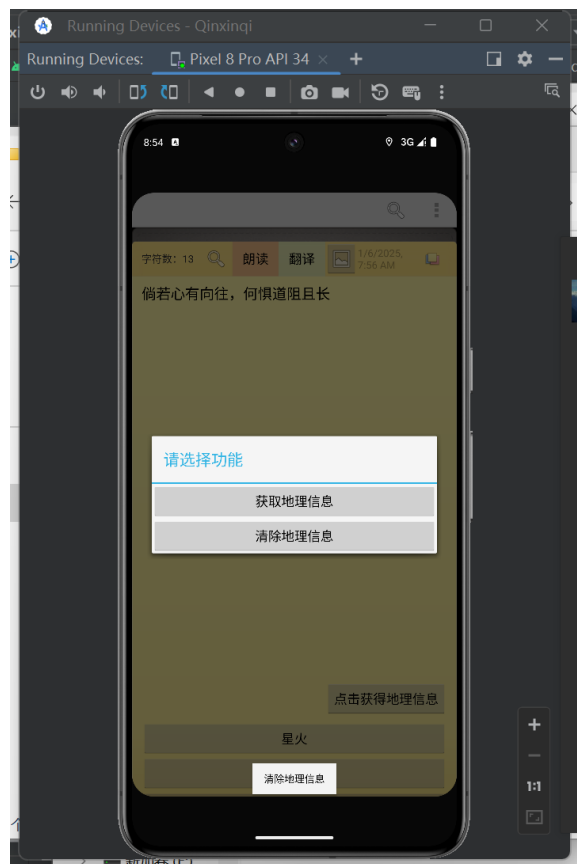 Running Devices - Qinxinqi
Running Devices:
Pixel 8 Pro API 34
8:54
3G
字符数：13
朗读
翻译
1/6/2025,
7:56 AM
倘若心有向往，何惧道阻且长
请选择功能
获取地理信息
清除地理信息
点击获得地理信息
星火
清除地理信息
1:1